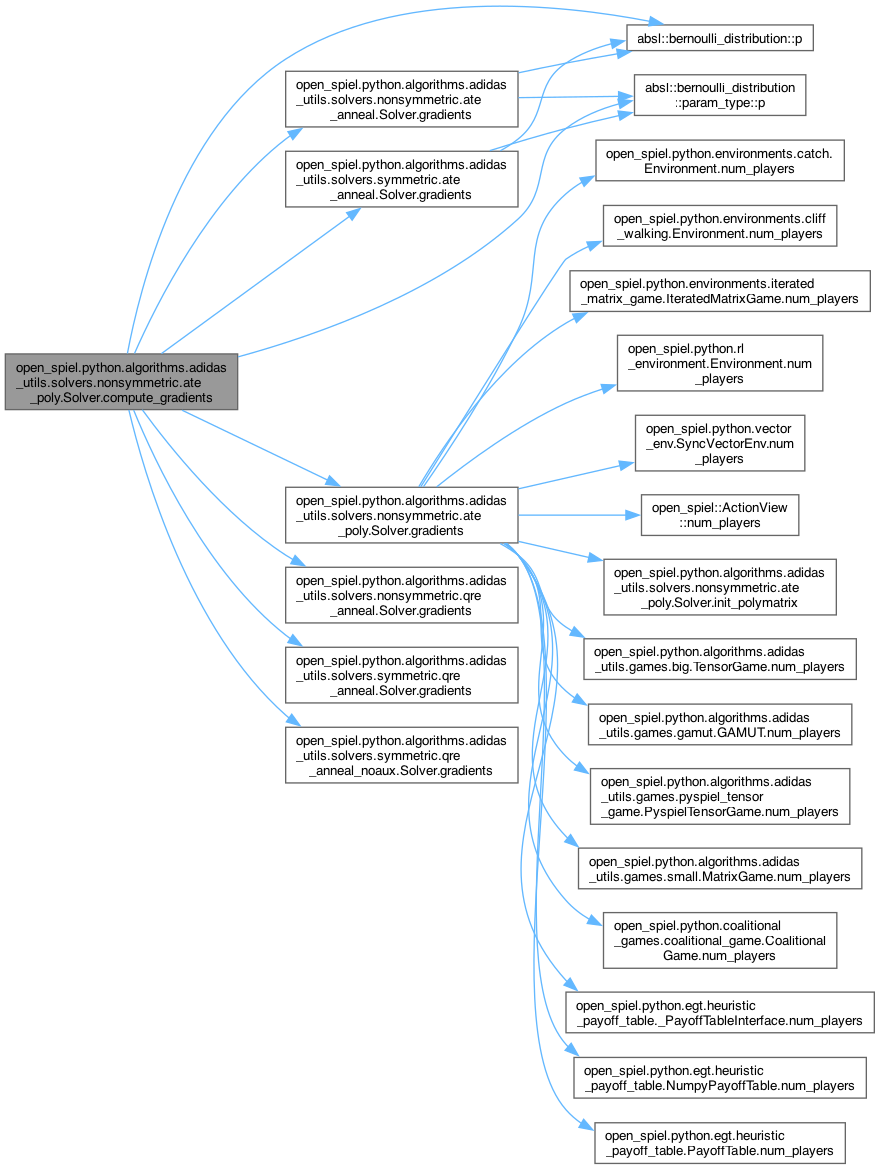 absl::bernoulli_distribution::p
open_spiel.python.algorithms.adidas
_utils.solvers.nonsymmetric.ate
_anneal.Solver.gradients
absl::bernoulli_distribution
::param_type::p
open_spiel.python.algorithms.adidas
_utils.solvers.symmetric.ate
_anneal.Solver.gradients
open_spiel.python.environments.catch.
Environment.num_players
open_spiel.python.environments.cliff
_walking.Environment.num_players
open_spiel.python.environments.iterated
_matrix_game.IteratedMatrixGame.num_players
open_spiel.python.rl
_environment.Environment.num
_players
open_spiel.python.algorithms.adidas
_utils.solvers.nonsymmetric.ate
_poly.Solver.compute_gradients
open_spiel.python.vector
_env.SyncVectorEnv.num
_players
open_spiel.python.algorithms.adidas
_utils.solvers.nonsymmetric.ate
_poly.Solver.gradients
open_spiel::ActionView
::num_players
open_spiel.python.algorithms.adidas
_utils.solvers.nonsymmetric.ate
_poly.Solver.init_polymatrix
open_spiel.python.algorithms.adidas
_utils.solvers.nonsymmetric.qre
_anneal.Solver.gradients
open_spiel.python.algorithms.adidas
_utils.games.big.TensorGame.num_players
open_spiel.python.algorithms.adidas
_utils.solvers.symmetric.qre
_anneal.Solver.gradients
open_spiel.python.algorithms.adidas
_utils.games.gamut.GAMUT.num_players
open_spiel.python.algorithms.adidas
_utils.solvers.symmetric.qre
_anneal_noaux.Solver.gradients
open_spiel.python.algorithms.adidas
_utils.games.pyspiel_tensor
_game.PyspielTensorGame.num_players
open_spiel.python.algorithms.adidas
_utils.games.small.MatrixGame.num_players
open_spiel.python.coalitional
_games.coalitional_game.Coalitional
Game.num_players
open_spiel.python.egt.heuristic
_payoff_table._PayoffTableInterface.num_players
open_spiel.python.egt.heuristic
_payoff_table.NumpyPayoffTable.num_players
open_spiel.python.egt.heuristic
_payoff_table.PayoffTable.num_players